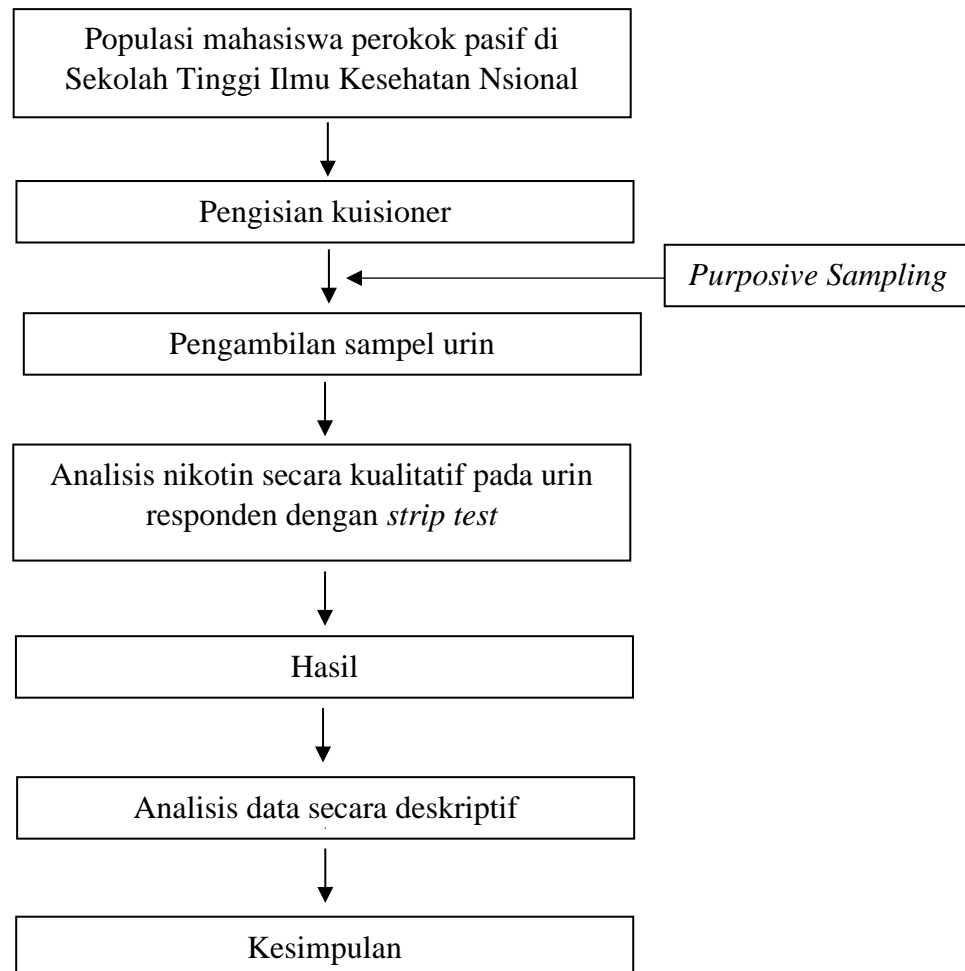 Populasi mahasiswa perokok pasif di
Sekolah Tinggi Ilmu Kesehatan Nsional
Pengisian kuisioner
Purposive Sampling
Pengambilan sampel urin
Analisis nikotin secara kualitatif pada urin
responden dengan strip test
Hasil
Analisis data secara deskriptif
Kesimpulan